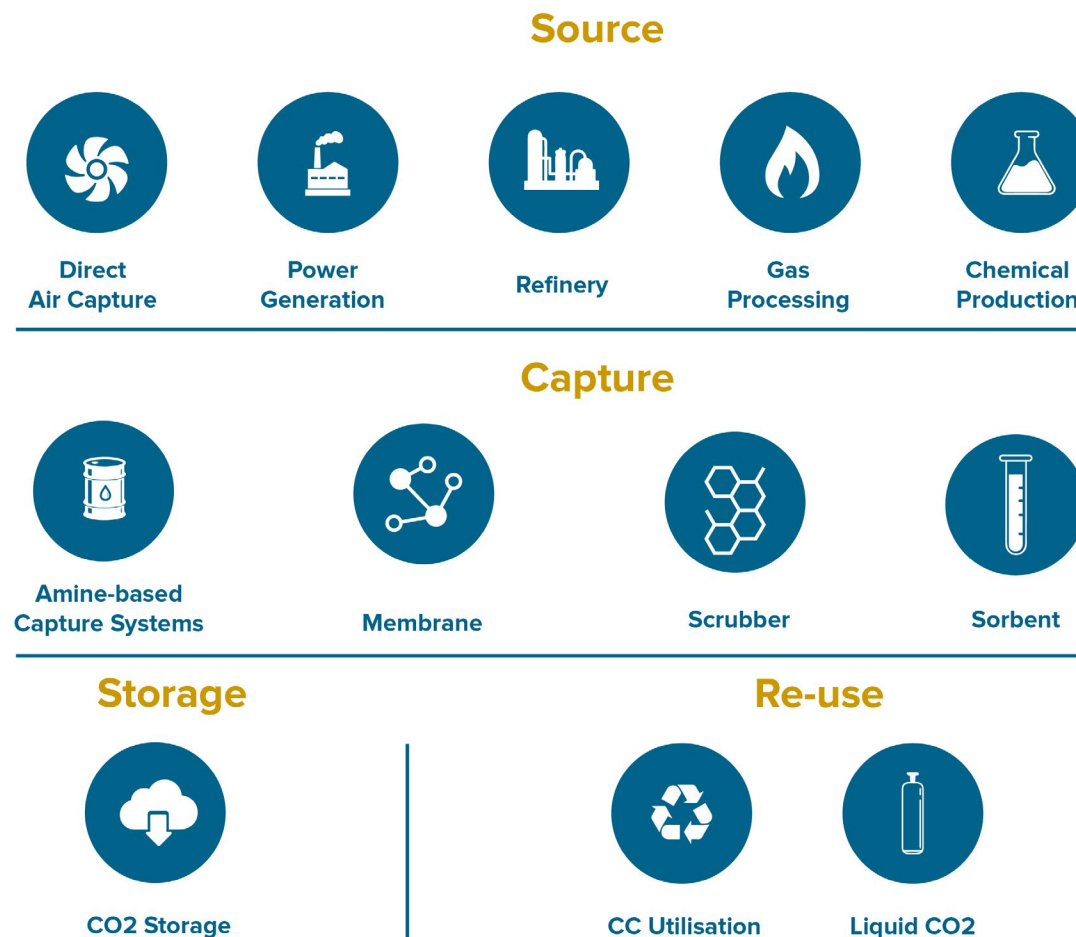 Source
Direct
Air Capture
Power
Generation
Refinery
Gas
Processing
Chemical
Production
Capture
Amine-based
Capture Systems
Membrane
Scrubber
Sorbent
Storage
Re-use
CO2 Storage
CC Utilisation
Liquid CO2